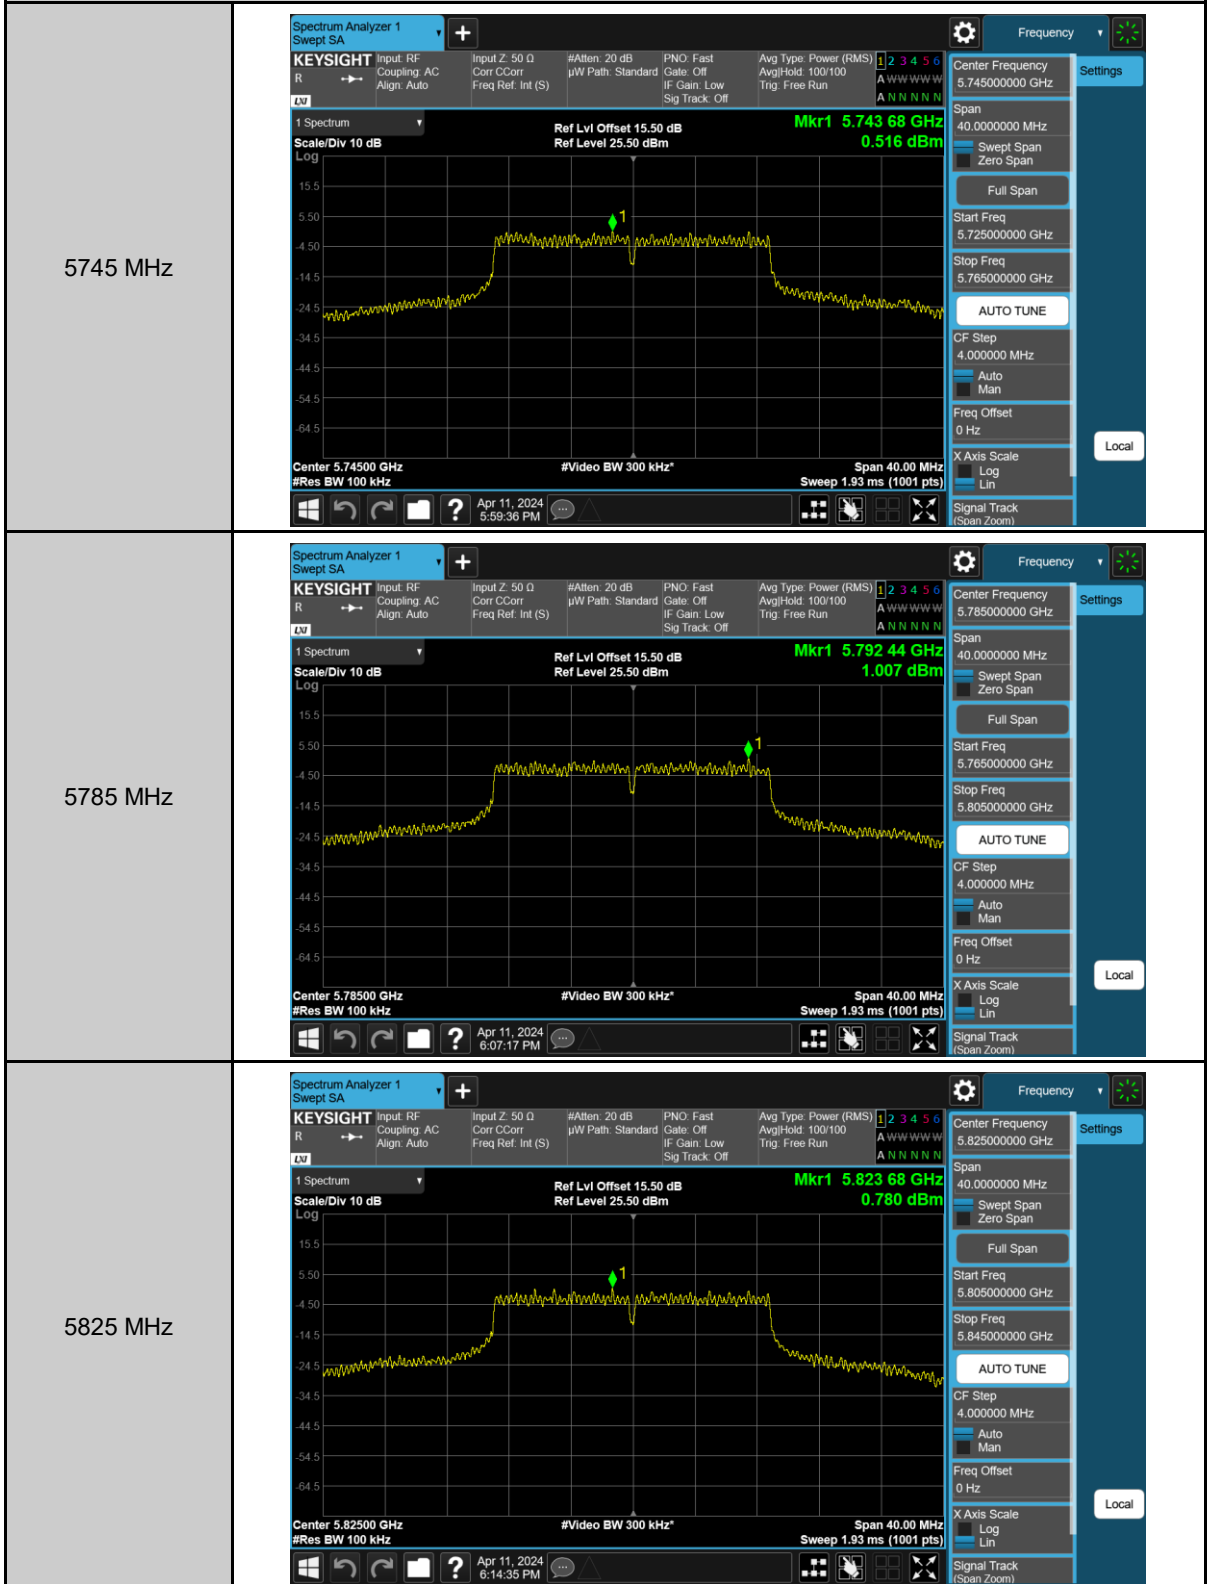 5745 MHz
Spectrum Analyzer 1
Swept SA
Frequency
KEYSIGHT
R
LXI
Input: RF
Coupling: AC
Align: Auto
Input Z: 50 Ω
Corr CCorr
Freq Ref: Int (S)
#Atten: 20 dB
µW Path: Standard
PNO: Fast
Gate: Off
IF Gain: Low
Sig Track: Off
Avg Type: Power (RMS)
Avg|Hold: 100/100
Trig: Free Run
1 2 3 4 5 6
A W W W W W
A N N N N N
1 Spectrum
Scale/Div 10 dB
Log
Ref Lvl Offset 15.50 dB
Ref Level 25.50 dBm
Mkr1 5.743 68 GHz
0.516 dBm
15.5
5.50
-4.50
-14.5
-24.5
-34.5
-44.5
-54.5
-64.5
1
Center 5.74500 GHz
#Res BW 100 kHz
#Video BW 300 kHz*
Span 40.00 MHz
Sweep 1.93 ms (1001 pts)
Apr 11, 2024
5:59:36 PM
Center Frequency
5.745000000 GHz
Settings
Span
40.0000000 MHz
Swept Span
Zero Span
Full Span
Start Freq
5.725000000 GHz
Stop Freq
5.765000000 GHz
AUTO TUNE
CF Step
4.000000 MHz
Auto
Man
Freq Offset
0 Hz
Local
X Axis Scale
Log
Lin
Signal Track
(Span Zoom)
5785 MHz
Spectrum Analyzer 1
Swept SA
Frequency
KEYSIGHT
R
LXI
Input: RF
Coupling: AC
Align: Auto
Input Z: 50 Ω
Corr CCorr
Freq Ref: Int (S)
#Atten: 20 dB
µW Path: Standard
PNO: Fast
Gate: Off
IF Gain: Low
Sig Track: Off
Avg Type: Power (RMS)
Avg|Hold: 100/100
Trig: Free Run
1 2 3 4 5 6
A W W W W W
A N N N N N
1 Spectrum
Scale/Div 10 dB
Log
Ref Lvl Offset 15.50 dB
Ref Level 25.50 dBm
Mkr1 5.792 44 GHz
1.007 dBm
15.5
5.50
-4.50
-14.5
-24.5
-34.5
-44.5
-54.5
-64.5
1
Center 5.78500 GHz
#Res BW 100 kHz
#Video BW 300 kHz*
Span 40.00 MHz
Sweep 1.93 ms (1001 pts)
Apr 11, 2024
6:07:17 PM
Center Frequency
5.785000000 GHz
Settings
Span
40.0000000 MHz
Swept Span
Zero Span
Full Span
Start Freq
5.765000000 GHz
Stop Freq
5.805000000 GHz
AUTO TUNE
CF Step
4.000000 MHz
Auto
Man
Freq Offset
0 Hz
Local
X Axis Scale
Log
Lin
Signal Track
(Span Zoom)
5825 MHz
Spectrum Analyzer 1
Swept SA
Frequency
KEYSIGHT
R
LXI
Input: RF
Coupling: AC
Align: Auto
Input Z: 50 Ω
Corr CCorr
Freq Ref: Int (S)
#Atten: 20 dB
µW Path: Standard
PNO: Fast
Gate: Off
IF Gain: Low
Sig Track: Off
Avg Type: Power (RMS)
Avg|Hold: 100/100
Trig: Free Run
1 2 3 4 5 6
A W W W W W
A N N N N N
1 Spectrum
Scale/Div 10 dB
Log
Ref Lvl Offset 15.50 dB
Ref Level 25.50 dBm
Mkr1 5.823 68 GHz
0.780 dBm
15.5
5.50
-4.50
-14.5
-24.5
-34.5
-44.5
-54.5
-64.5
1
Center 5.82500 GHz
#Res BW 100 kHz
#Video BW 300 kHz*
Span 40.00 MHz
Sweep 1.93 ms (1001 pts)
Apr 11, 2024
6:14:35 PM
Center Frequency
5.825000000 GHz
Settings
Span
40.0000000 MHz
Swept Span
Zero Span
Full Span
Start Freq
5.805000000 GHz
Stop Freq
5.845000000 GHz
AUTO TUNE
CF Step
4.000000 MHz
Auto
Man
Freq Offset
0 Hz
Local
X Axis Scale
Log
Lin
Signal Track
(Span Zoom)